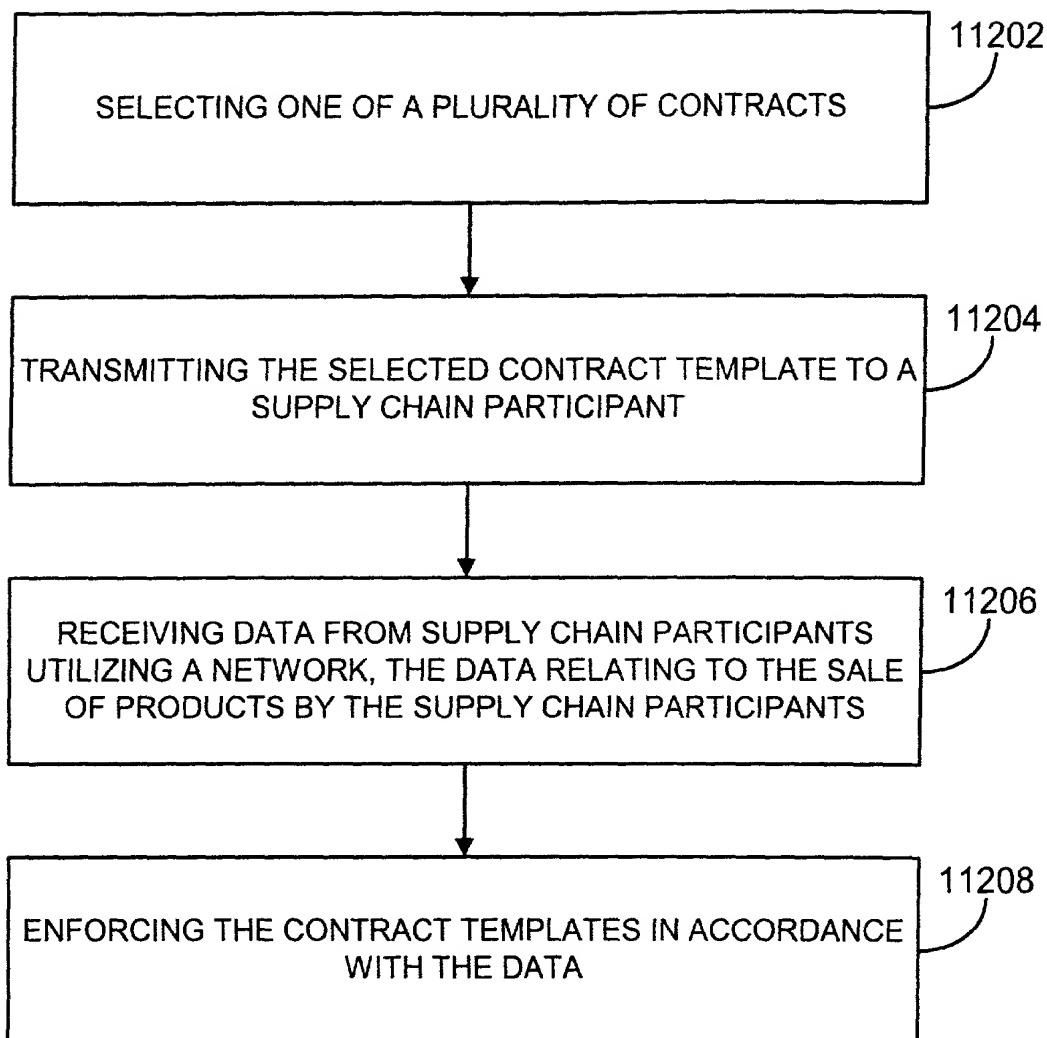 11202
SELECTING ONE OF A PLURALITY OF CONTRACTS
11204
TRANSMITTING THE SELECTED CONTRACT TEMPLATE TO A
SUPPLY CHAIN PARTICIPANT
11206
RECEIVING DATA FROM SUPPLY CHAIN PARTICIPANTS
UTILIZING A NETWORK, THE DATA RELATING TO THE SALE
OF PRODUCTS BY THE SUPPLY CHAIN PARTICIPANTS
11208
ENFORCING THE CONTRACT TEMPLATES IN ACCORDANCE
WITH THE DATA